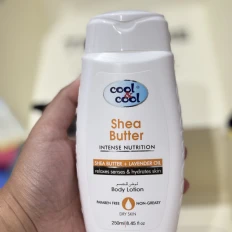 cool & cool
Shea
Butter
INTENSE NUTRITION
SHEA BUTTER + LAVENDER OIL
relaxes senses & hydrates skin
Body Lotion
PARABEN FREE
NON-GREASY
DRY SKIN
250ml/8.45 fl.oz